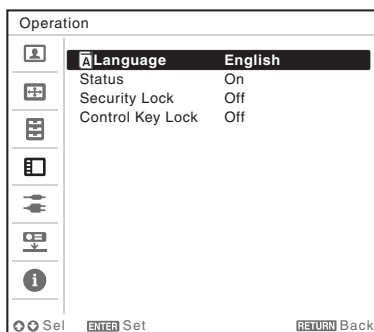 Operation
A Language English
Status On
Security Lock Off
Control Key Lock Off
Sel ENTER Set RETURN Back